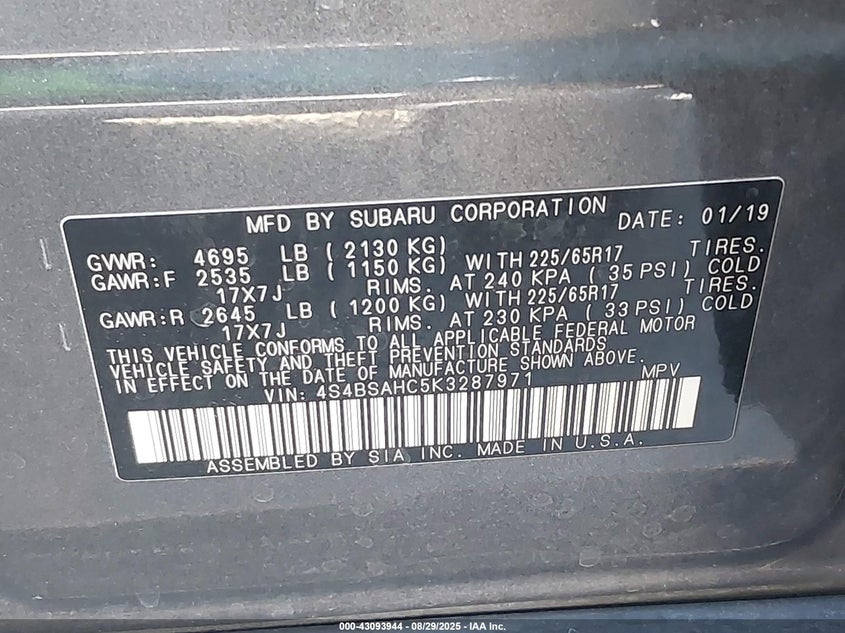 MFD BY SUBARU CORPORATION DATE: 01/19
GVWR: 4695 LB (2130 KG)
GAWR:F 2535 LB (1150 KG) WITH 225/65R17 TIRES.
17X7J RIMS. AT 240 KPA (35 PSI) COLD
GAWR:R 2645 LB (1200 KG) WITH 225/65R17 TIRES.
17X7J RIMS. AT 230 KPA (33 PSI) COLD
THIS VEHICLE CONFORMS TO ALL APPLICABLE FEDERAL MOTOR
VEHICLE SAFETY AND THEFT PREVENTION STANDARDS
IN EFFECT ON THE DATE OF MANUFACTURE SHOWN ABOVE.
VIN: 4S4BSAHC5K3287971 MPV
ASSEMBLED BY SIA INC. MADE IN U.S.A.
000-43093944 - 08/29/2025 - IAA Inc.